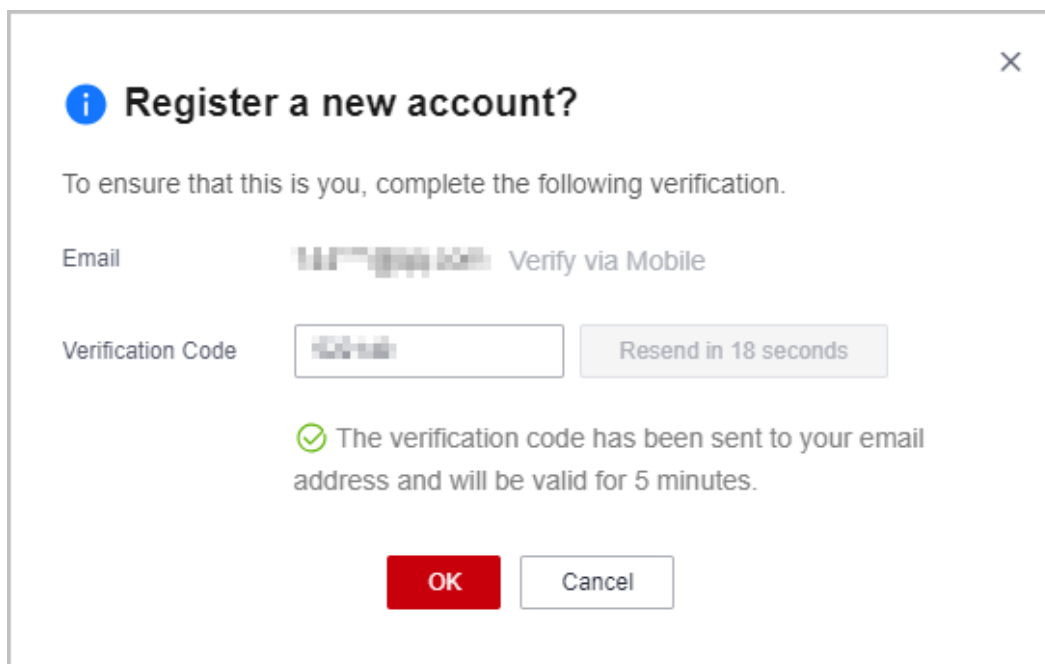 Register a new account?
To ensure that this is you, complete the following verification.
Email Verify via Mobile
Verification Code Resend in 18 seconds
The verification code has been sent to your email
address and will be valid for 5 minutes.
OK Cancel